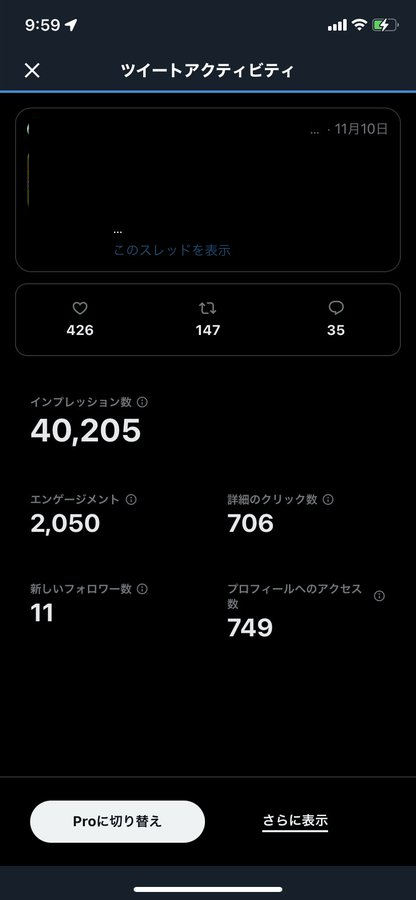 9:59
ツイートアクティビティ
… · 11月10日
…
このスレッドを表示
426 147 35
インプレッション数
40,205
エンゲージメント 詳細のクリック数
2,050 706
新しいフォロワー数 プロフィールへのアクセス
数
11 749
Proに切り替え さらに表示